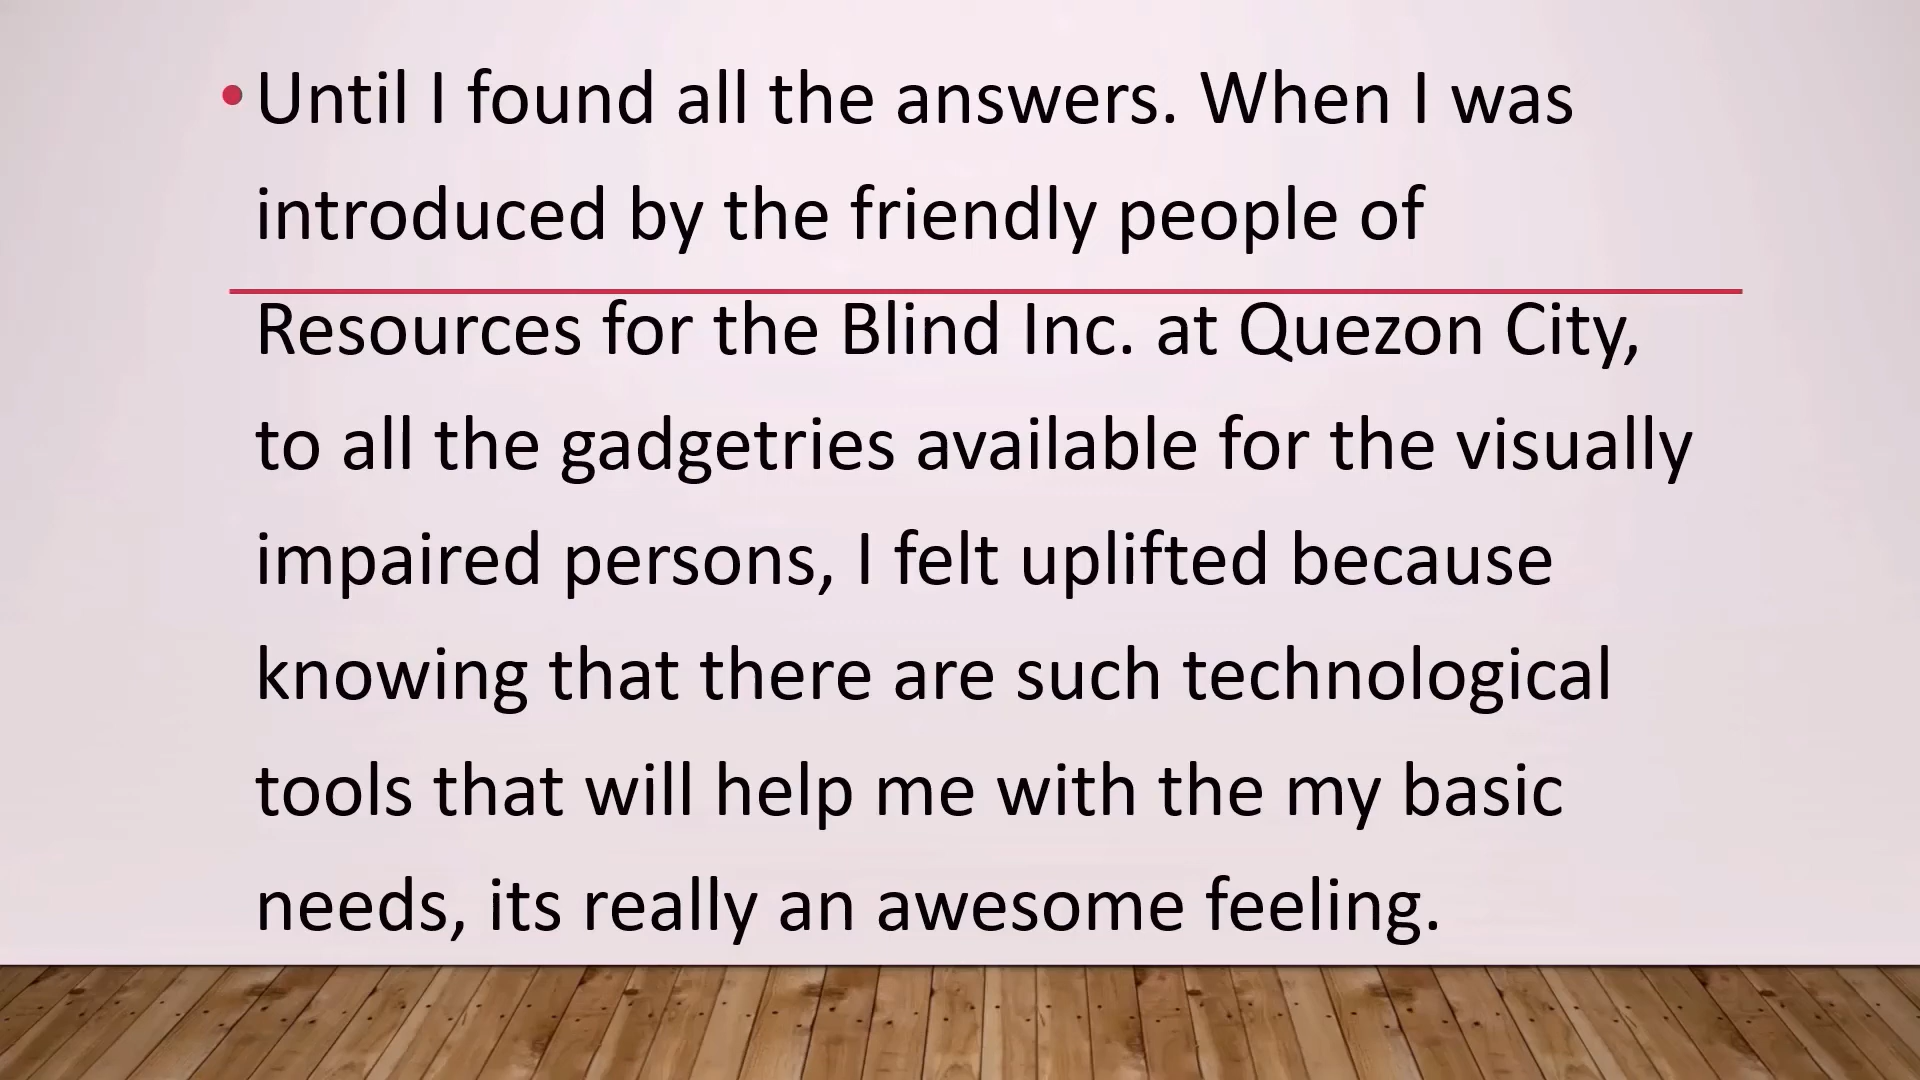 • Until I found all the answers. When I was
introduced by the friendly people of
Resources for the Blind Inc. at Quezon City,
to all the gadgetries available for the visually
impaired persons, I felt uplifted because
knowing that there are such technological
tools that will help me with the my basic
needs, its really an awesome feeling.